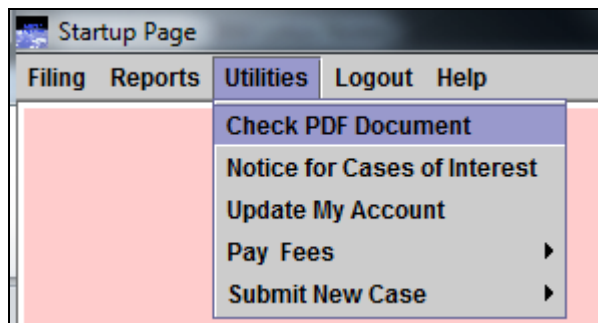 Startup Page
Filing Reports Utilities Logout Help
Check PDF Document
Notice for Cases of Interest
Update My Account
Pay Fees
Submit New Case